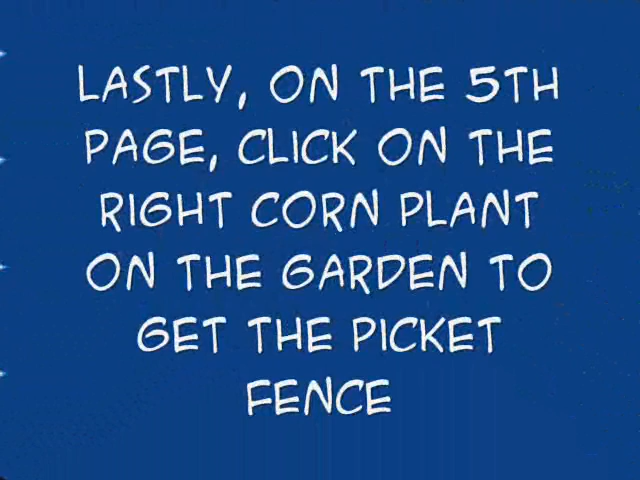 LASTLY, ON THE 5TH
PAGE, CLICK ON THE
RIGHT CORN PLANT
ON THE GARDEN TO
GET THE PICKET
FENCE